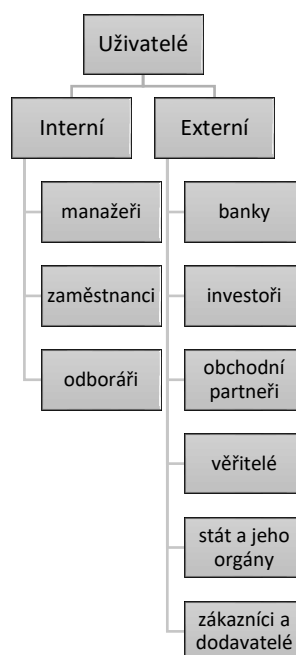 Uživatelé
Interní
manažeři
zaměstnanci
odboráři
Externí
banky
investoři
obchodní
partneři
věřitelé
stát a jeho
orgány
zákazníci a
dodavatelé